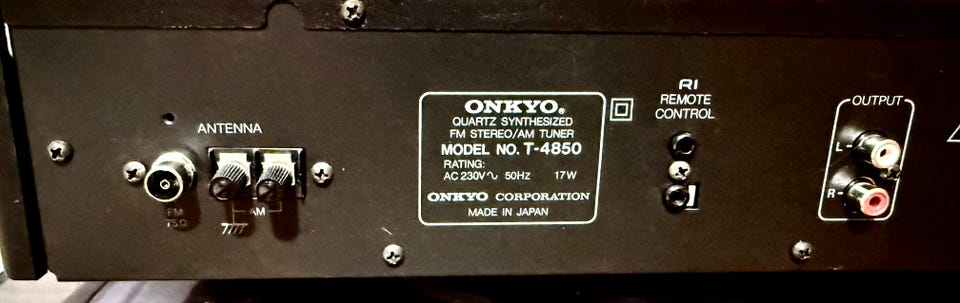 ANTENNA
FM
75Ω
AM
ONKYO®
QUARTZ SYNTHESIZED
FM STEREO/AM TUNER
MODEL NO. T-4850
RATING:
AC 230V∿ 50Hz 17W
ONKYO CORPORATION
MADE IN JAPAN
RI
REMOTE
CONTROL
OUTPUT
L
R